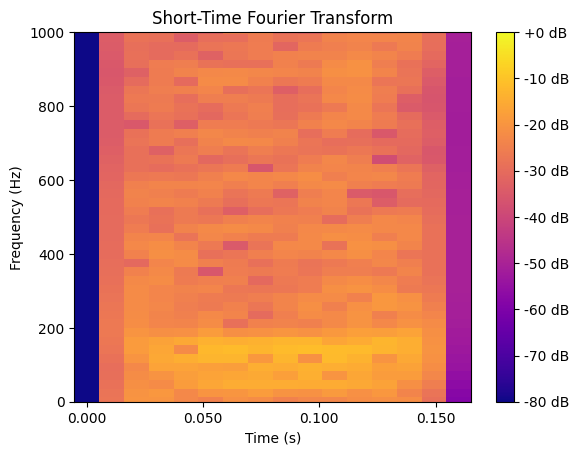 Short-Time Fourier Transform
Frequency (Hz)
1000
800
600
400
200
0
0.000 0.050 0.100 0.150
Time (s)
+0 dB
-10 dB
-20 dB
-30 dB
-40 dB
-50 dB
-60 dB
-70 dB
-80 dB